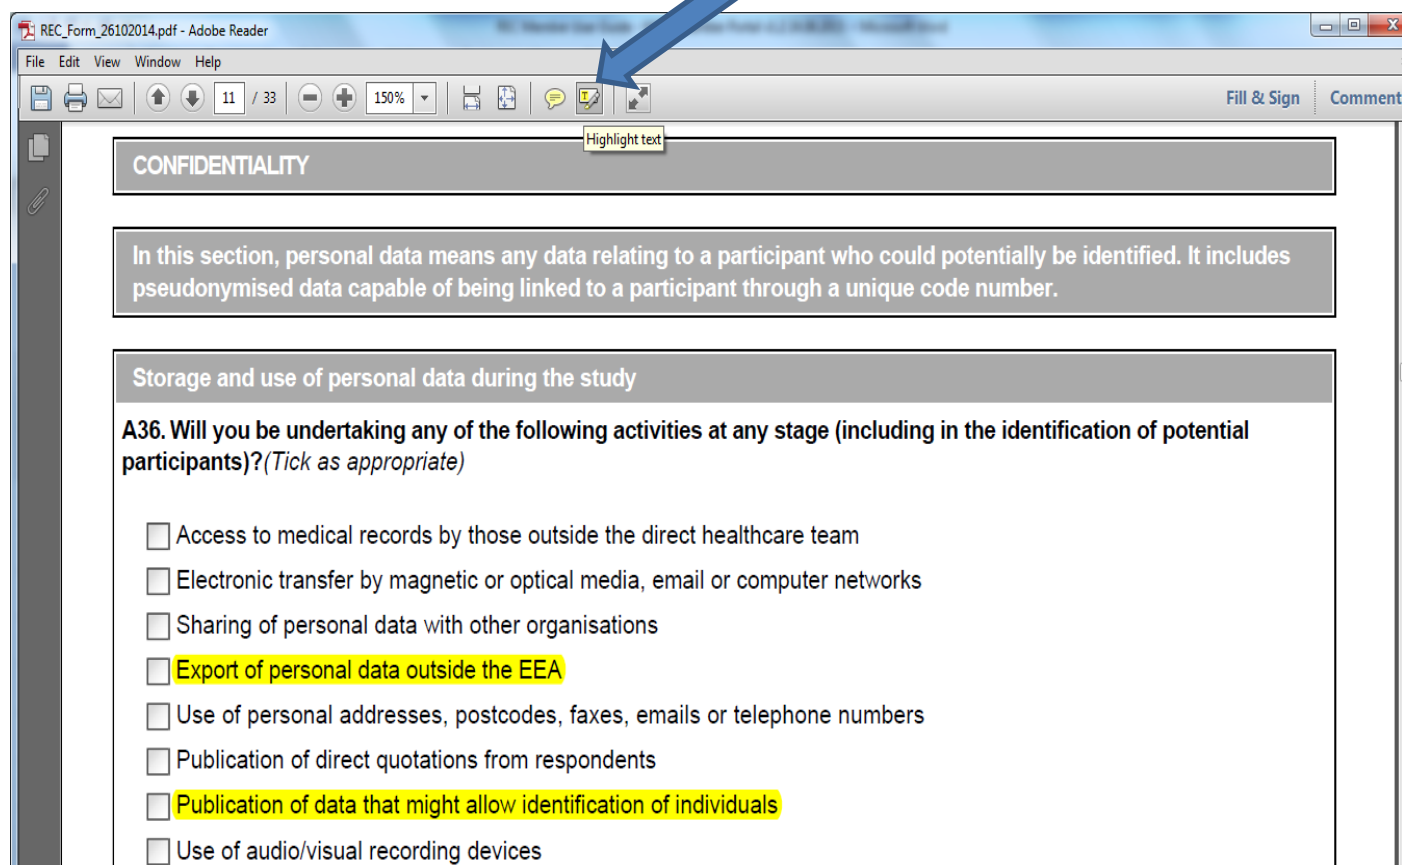 REC_Form_26102014.pdf - Adobe Reader
File Edit View Window Help
11 / 33 150% Fill & Sign Comment
Highlight text
CONFIDENTIALITY
In this section, personal data means any data relating to a participant who could potentially be identified. It includes
pseudonymised data capable of being linked to a participant through a unique code number.
Storage and use of personal data during the study
A36. Will you be undertaking any of the following activities at any stage (including in the identification of potential
participants)?(Tick as appropriate)
Access to medical records by those outside the direct healthcare team
Electronic transfer by magnetic or optical media, email or computer networks
Sharing of personal data with other organisations
Export of personal data outside the EEA
Use of personal addresses, postcodes, faxes, emails or telephone numbers
Publication of direct quotations from respondents
Publication of data that might allow identification of individuals
Use of audio/visual recording devices